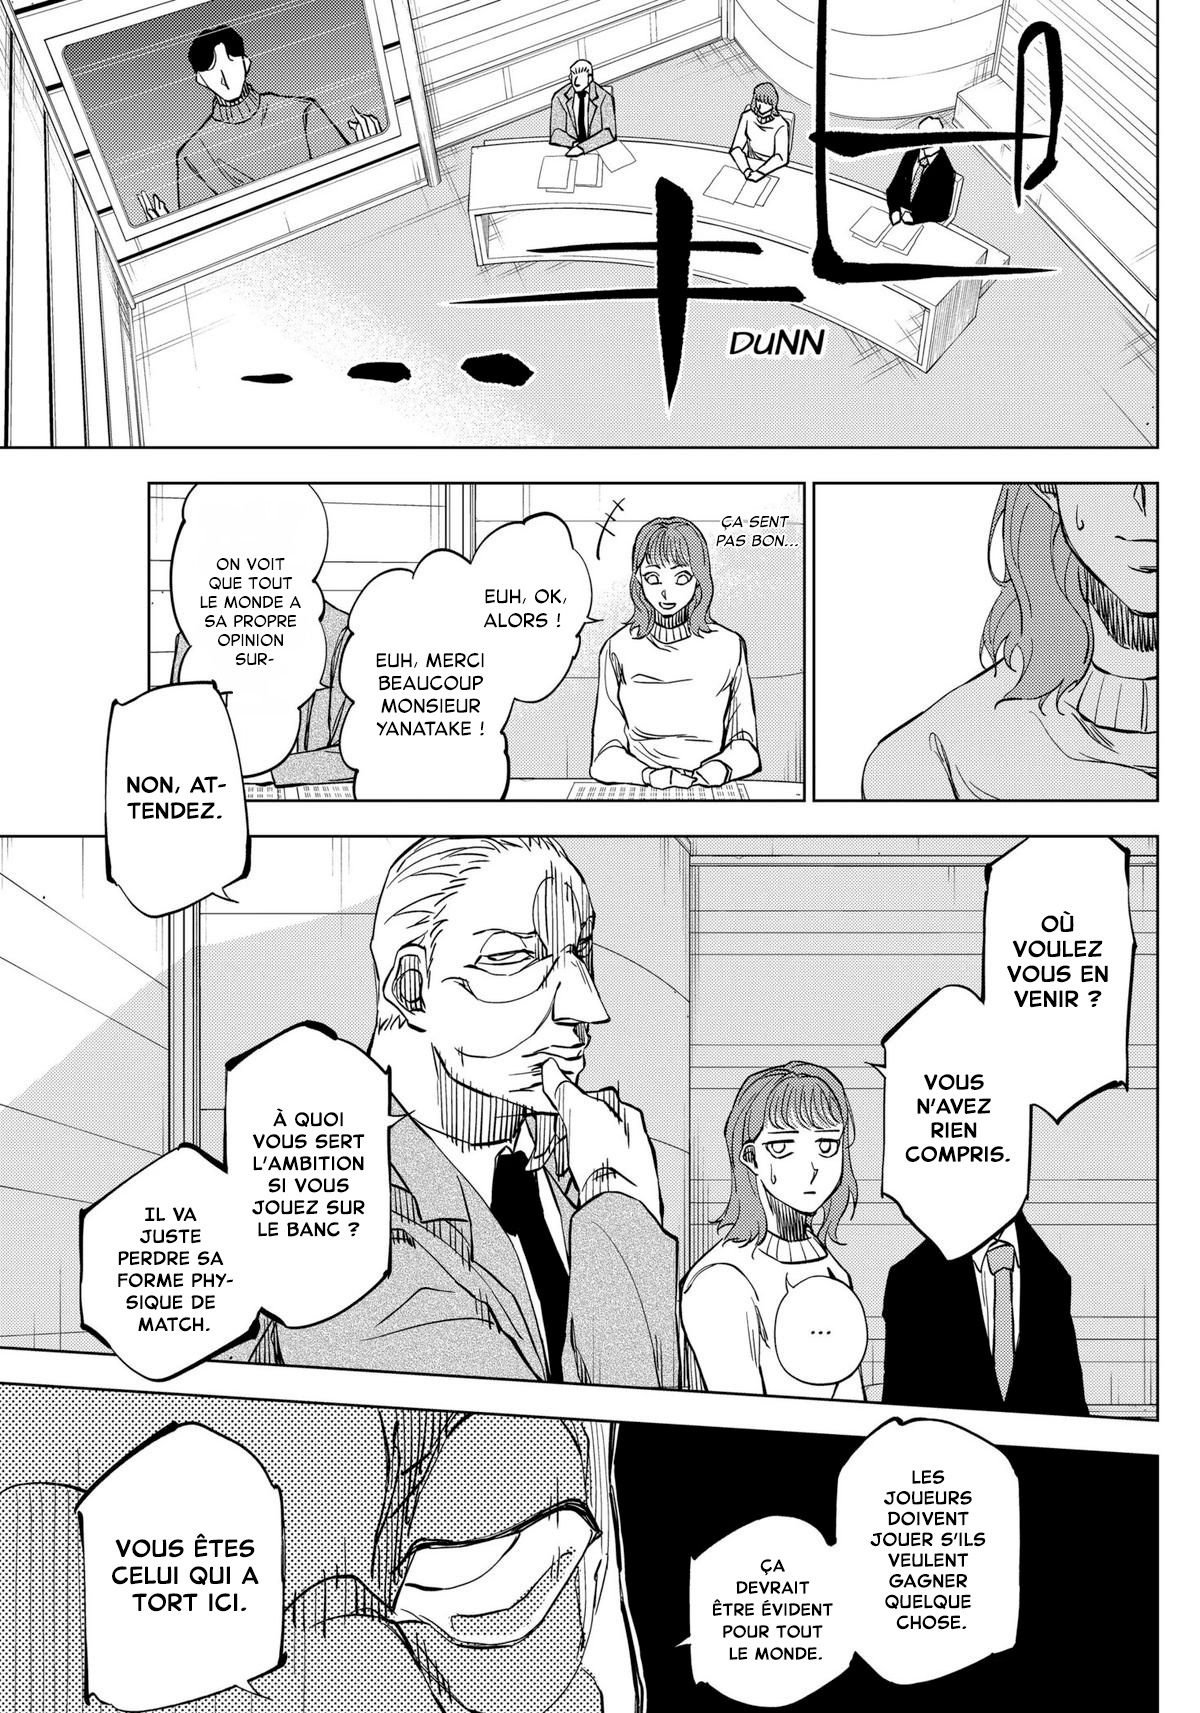 DUNN
ÇA SENT
PAS BON...
EUH, OK,
ALORS !
EUH, MERCI
BEAUCOUP
MONSIEUR
YANATAKE !
ON VOIT
QUE TOUT
LE MONDE A
SA PROPRE
OPINION
SUR-
NON, AT-
TENDEZ.
OÙ
VOULEZ
VOUS EN
VENIR ?
VOUS
N'AVEZ
RIEN
COMPRIS.
...
À QUOI
VOUS SERT
L'AMBITION
SI VOUS
JOUEZ SUR
LE BANC ?
IL VA
JUSTE
PERDRE SA
FORME PHY-
SIQUE DE
MATCH.
LES
JOUEURS
DOIVENT
JOUER S'ILS
VEULENT
GAGNER
QUELQUE
CHOSE.
ÇA
DEVRAIT
ÊTRE ÉVIDENT
POUR TOUT
LE MONDE.
VOUS ÊTES
CELUI QUI A
TORT ICI.